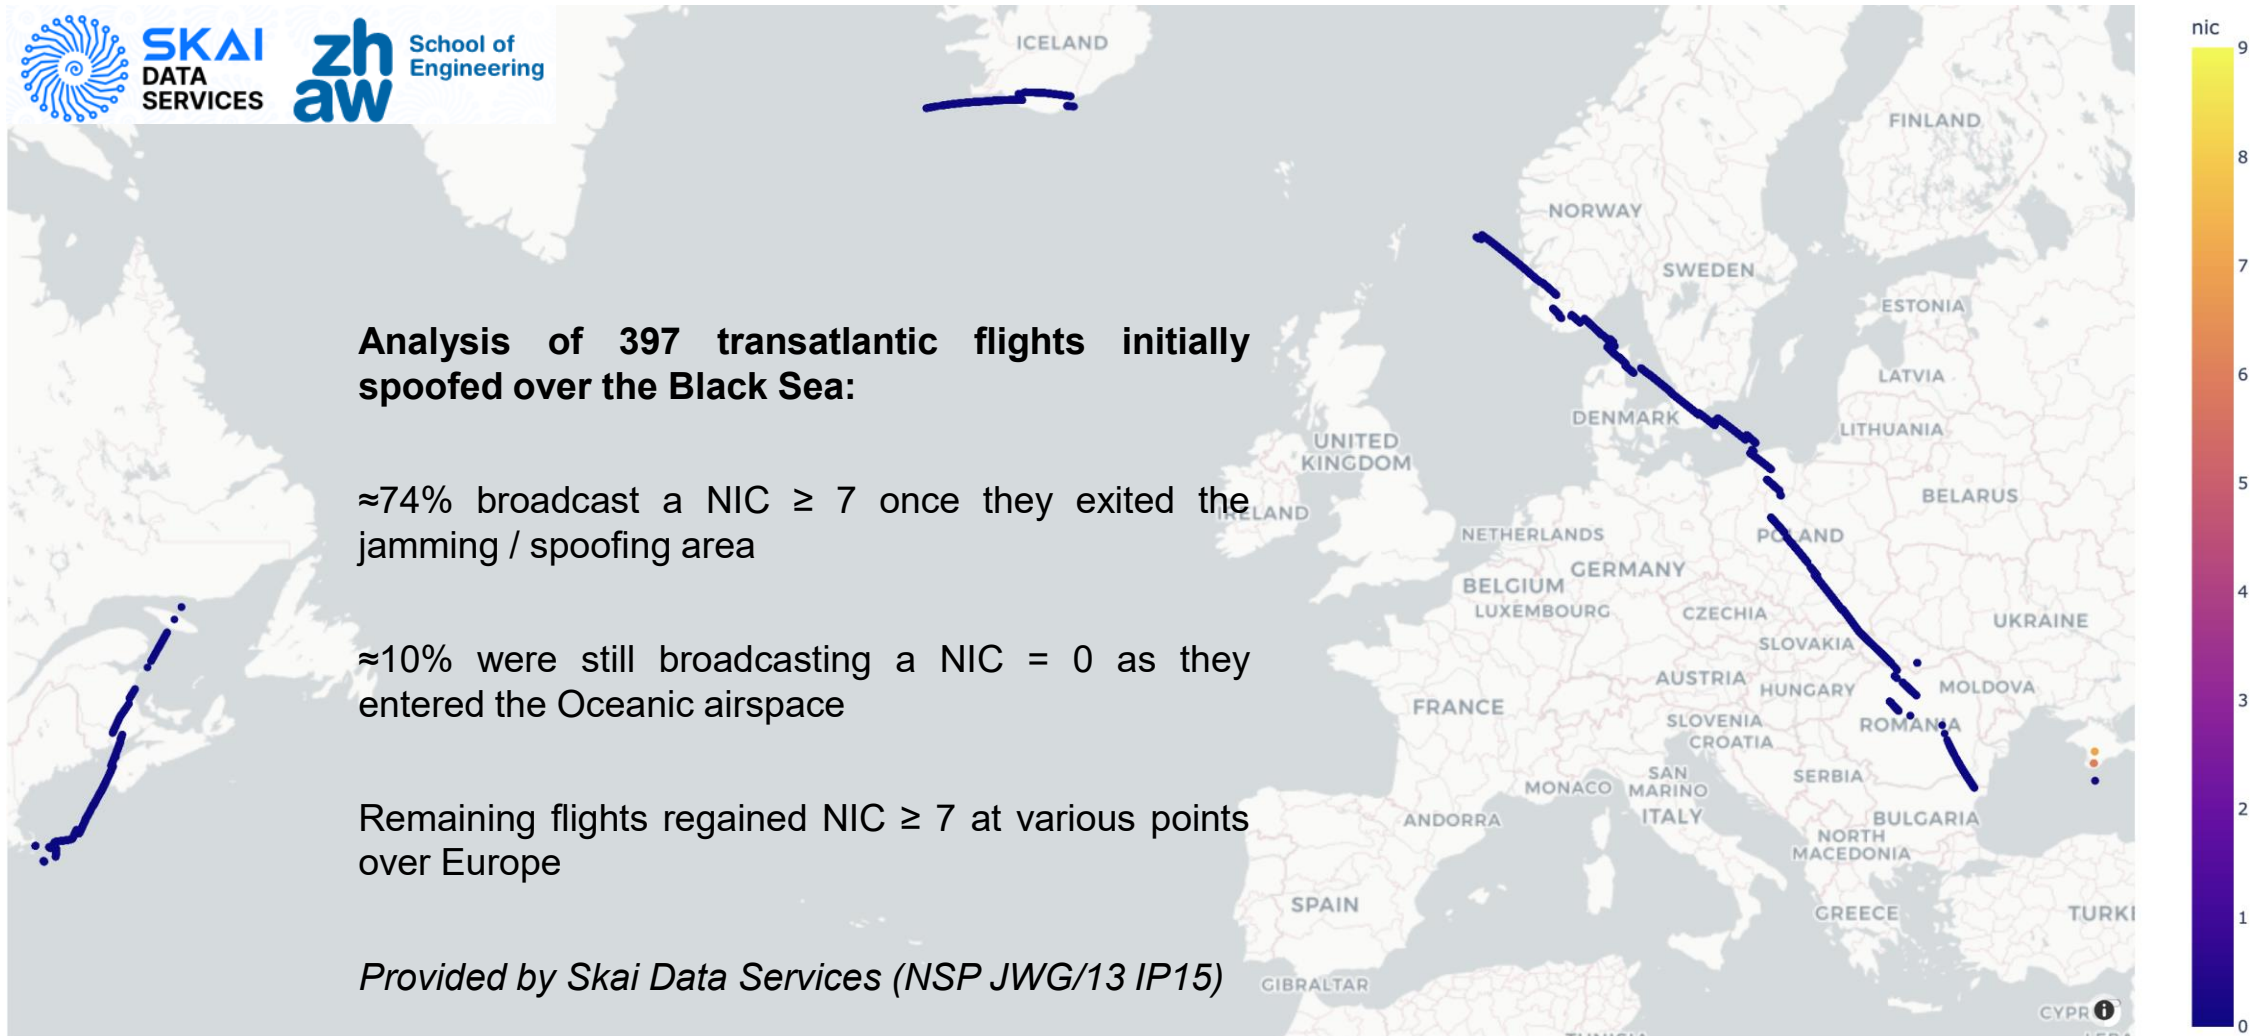 SKAI
DATA
SERVICES
zh
aw
School of
Engineering
ICELAND
FINLAND
NORWAY
SWEDEN
ESTONIA
LATVIA
DENMARK
LITHUANIA
UNITED
KINGDOM
BELARUS
IRELAND
NETHERLANDS
POLAND
GERMANY
BELGIUM
LUXEMBOURG
CZECHIA
UKRAINE
SLOVAKIA
AUSTRIA
HUNGARY
MOLDOVA
FRANCE
SLOVENIA
ROMANIA
CROATIA
SAN
MARINO
SERBIA
MONACO
ITALY
ANDORRA
BULGARIA
NORTH
MACEDONIA
SPAIN
GREECE
TURKI
GIBRALTAR
CYPR
Analysis of 397 transatlantic flights initially
spoofed over the Black Sea:
≈74% broadcast a NIC ≥ 7 once they exited the
jamming / spoofing area
≈10% were still broadcasting a NIC = 0 as they
entered the Oceanic airspace
Remaining flights regained NIC ≥ 7 at various points
over Europe
Provided by Skai Data Services (NSP JWG/13 IP15)
nic
9
8
7
6
5
4
3
2
1
0